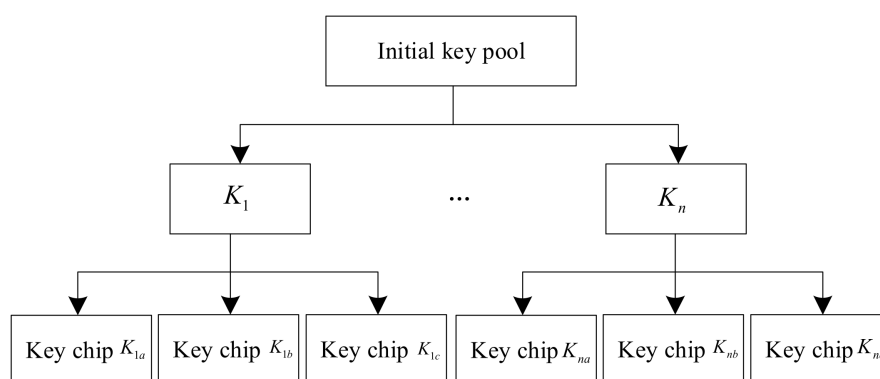 Initial key pool
K₁
...
Kₙ
Key chip K₁ₐ
Key chip K₁b
Key chip K₁c
Key chip Kₙₐ
Key chip Kₙb
Key chip Kₙ